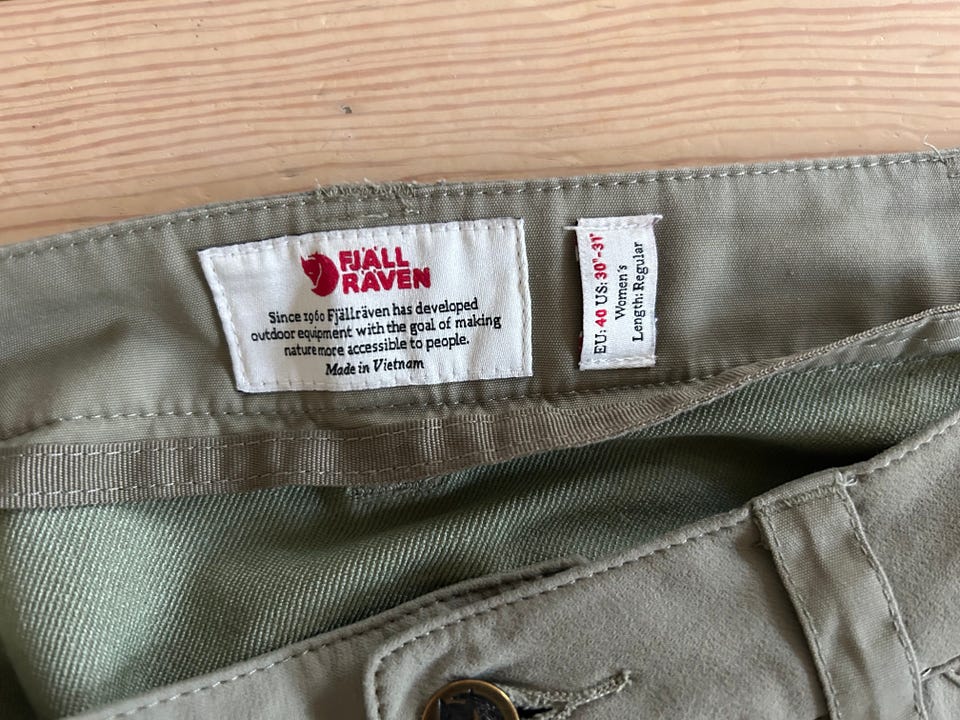 FJÄLL
RÄVEN
Since 1960 Fjällräven has developed
outdoor equipment with the goal of making
nature more accessible to people.
Made in Vietnam
EU: 40 US: 30"-31"
Women's
Length: Regular